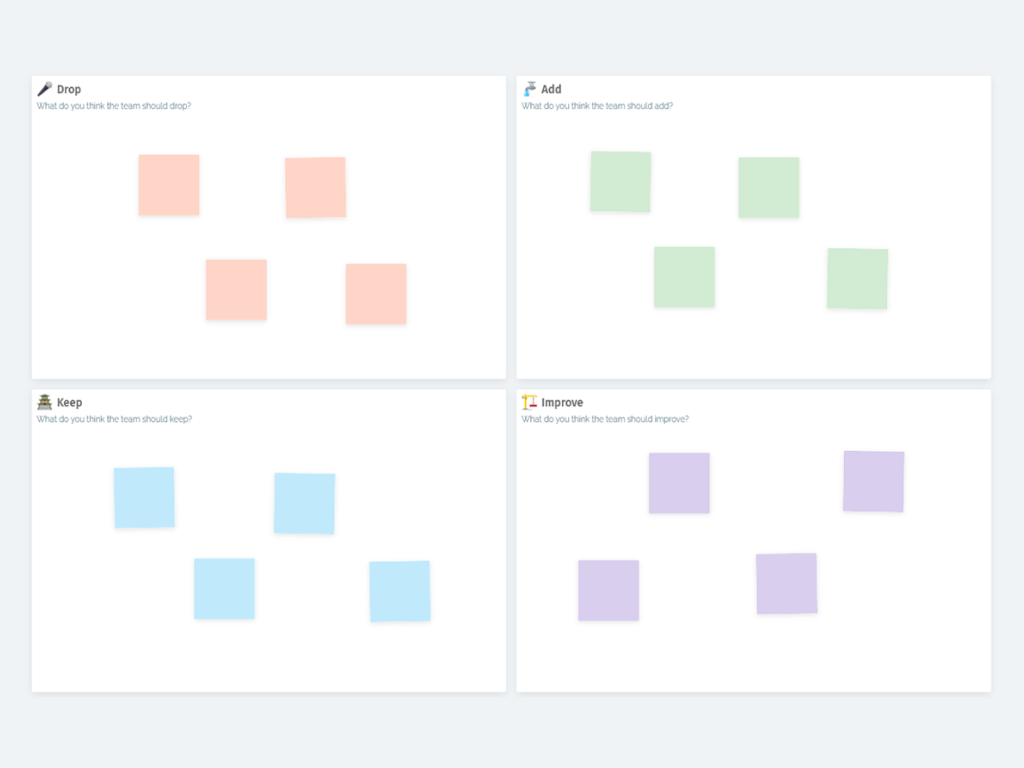 Drop
What do you think the team should drop?
Add
What do you think the team should add?
Keep
What do you think the team should keep?
Improve
What do you think the team should improve?